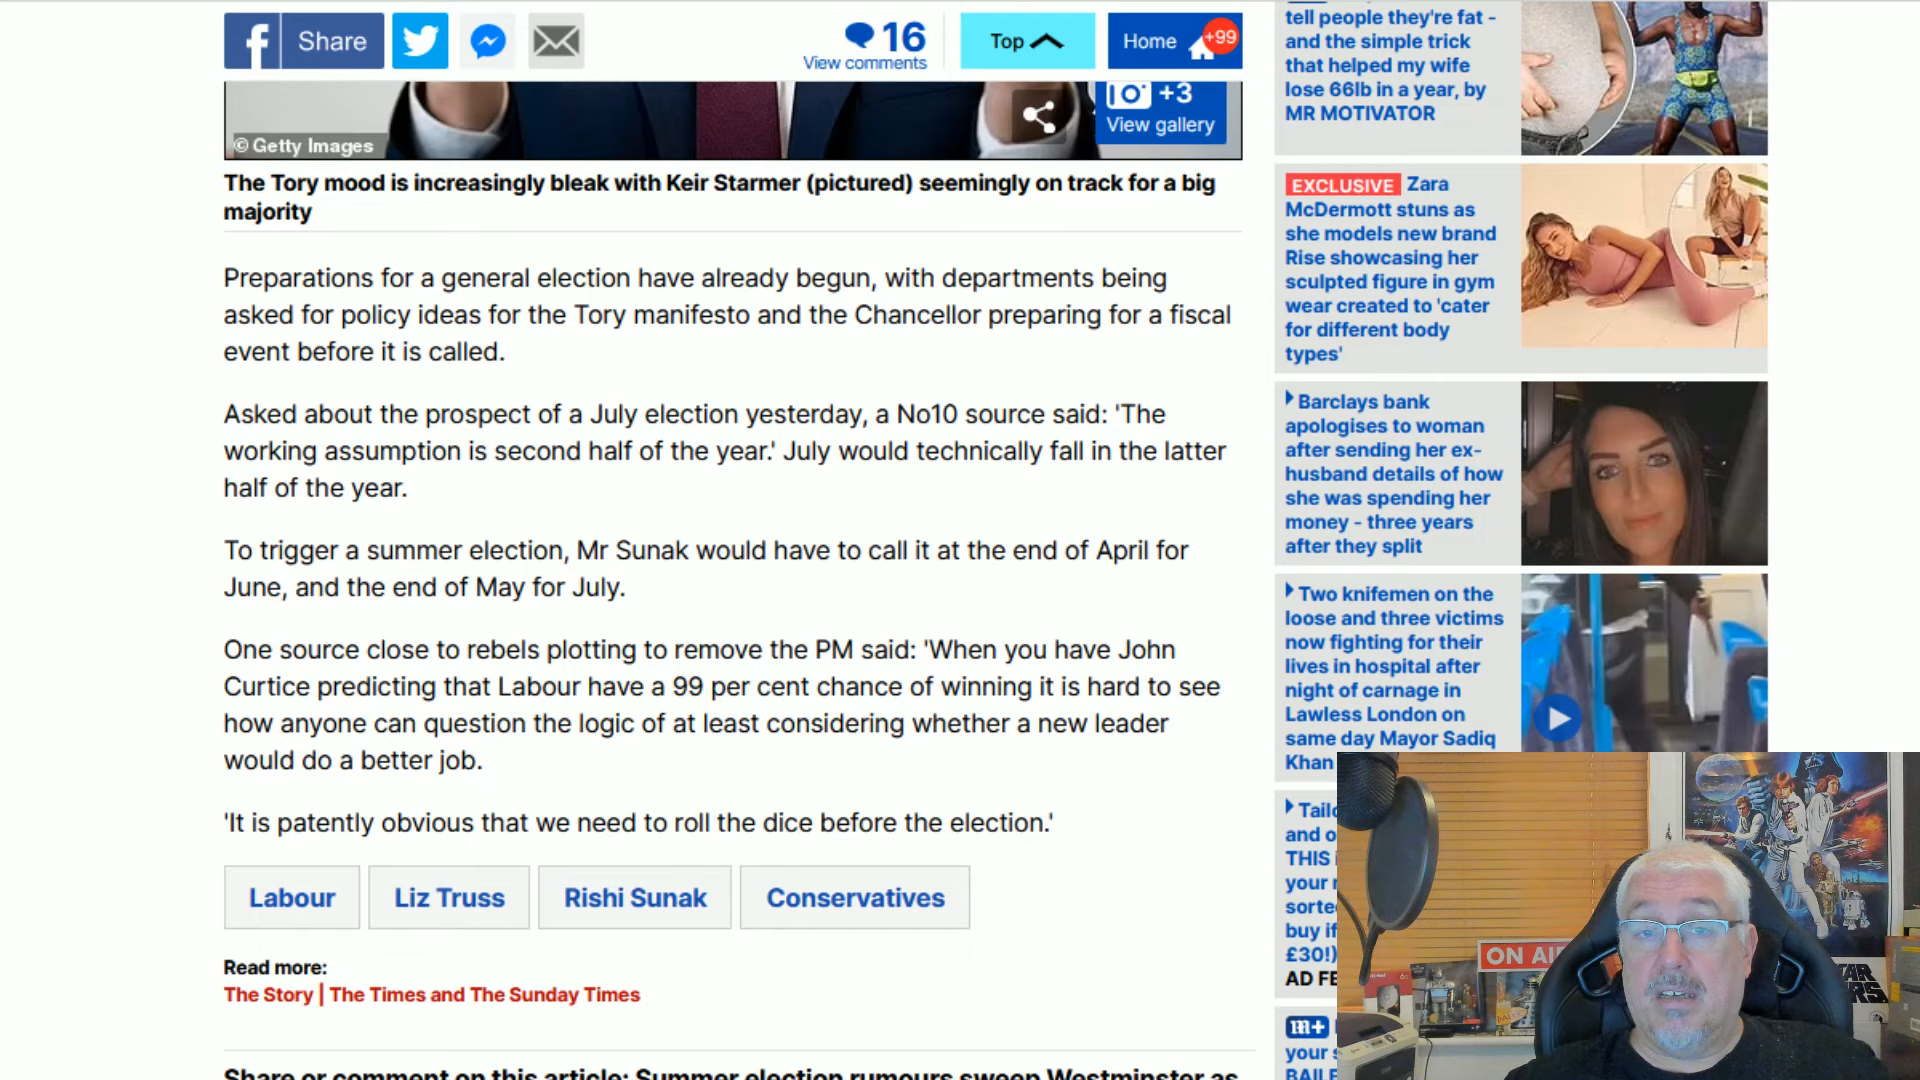 Share
16
View comments
Top
Home
+99
© Getty Images
+3
View gallery
The Tory mood is increasingly bleak with Keir Starmer (pictured) seemingly on track for a big
majority
Preparations for a general election have already begun, with departments being
asked for policy ideas for the Tory manifesto and the Chancellor preparing for a fiscal
event before it is called.
Asked about the prospect of a July election yesterday, a No10 source said: 'The
working assumption is second half of the year.' July would technically fall in the latter
half of the year.
To trigger a summer election, Mr Sunak would have to call it at the end of April for
June, and the end of May for July.
One source close to rebels plotting to remove the PM said: 'When you have John
Curtice predicting that Labour have a 99 per cent chance of winning it is hard to see
how anyone can question the logic of at least considering whether a new leader
would do a better job.
'It is patently obvious that we need to roll the dice before the election.'
Labour
Liz Truss
Rishi Sunak
Conservatives
Read more:
The Story | The Times and The Sunday Times
Share or comment on this article: Summer election rumours sweep Westminster as
tell people they're fat -
and the simple trick
that helped my wife
lose 66lb in a year, by
MR MOTIVATOR
EXCLUSIVE Zara
McDermott stuns as
she models new brand
Rise showcasing her
sculpted figure in gym
wear created to 'cater
for different body
types'
Barclays bank
apologises to woman
after sending her ex-
husband details of how
she was spending her
money - three years
after they split
Two knifemen on the
loose and three victims
now fighting for their
lives in hospital after
night of carnage in
Lawless London on
same day Mayor Sadiq
Khan
and o
THIS
your
sorte
buy if
£30!)
AD FE
m+
your s
BAILE
ON AI